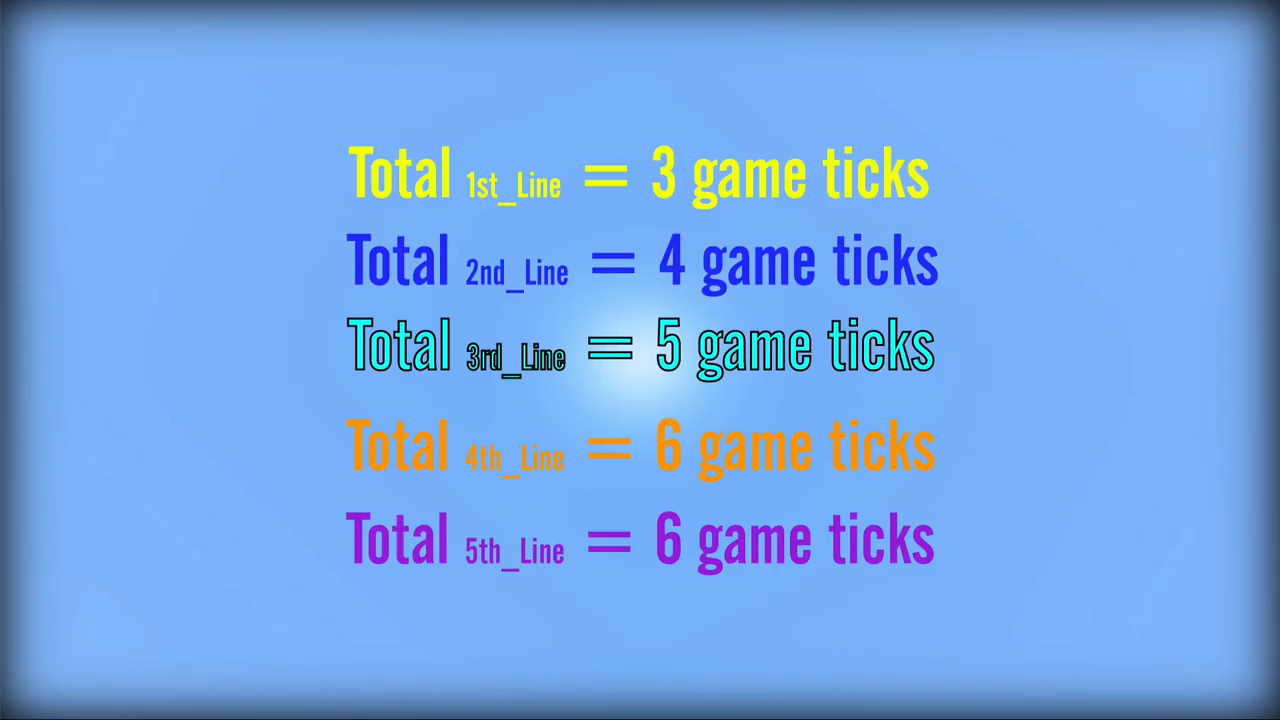 Total 1st_Line = 3 game ticks
Total 2nd_Line = 4 game ticks
Total 3rd_Line = 5 game ticks
Total 4th_Line = 6 game ticks
Total 5th_Line = 6 game ticks